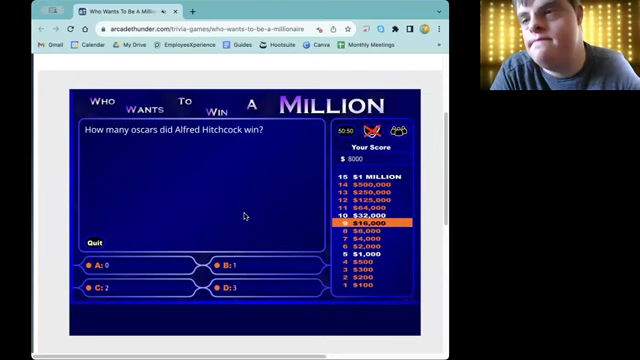 Who Wants To Be A Million
arcadethunder.com/trivia-games/who-wants-to-be-a-millionaire
Gmail Calendar My Drive EmployeeXperience Google Hootsuite Canva Monthly Meetings
WHO WANTS TO WIN A MILLION
How many oscars did Alfred Hitchcock win?
50:50
Your Score
$ 8000
15 $1 MILLION
14 $500,000
13 $250,000
12 $125,000
11 $64,000
10 $32,000
9 $16,000
8 $8,000
7 $4,000
6 $2,000
5 $1,000
4 $500
3 $300
2 $200
1 $100
Quit
A: 0
B: 1
C: 2
D: 3